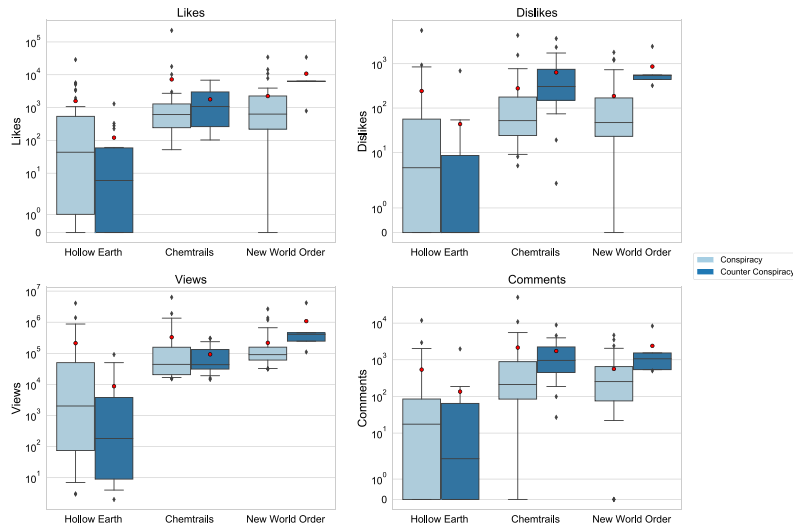 Likes
Dislikes
10^5
10^4
10^3
10^2
10^1
10^0
0
Likes
Hollow Earth
Chemtrails
New World Order
10^3
10^2
10^1
10^0
0
Dislikes
Hollow Earth
Chemtrails
New World Order
Conspiracy
Counter Conspiracy
Views
Comments
10^7
10^6
10^5
10^4
10^3
10^2
10^1
Views
Hollow Earth
Chemtrails
New World Order
10^4
10^3
10^2
10^1
10^0
0
Comments
Hollow Earth
Chemtrails
New World Order